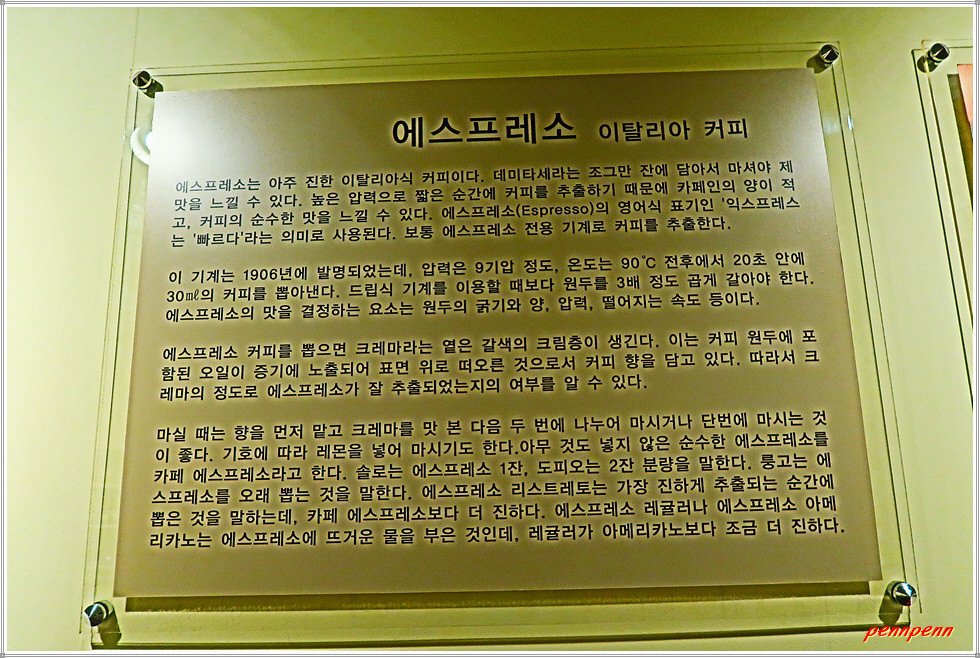 에스프레소 이탈리아 커피
에스프레소는 아주 진한 이탈리아식 커피이다. 데미타세라는 조그만 잔에 담아서 마셔야 제
맛을 느낄 수 있다. 높은 압력으로 짧은 순간에 커피를 추출하기 때문에 카페인의 양이 적
고, 커피의 순수한 맛을 느낄 수 있다. 에스프레소(Espresso)의 영어식 표기인 '익스프레스
는 '빠르다'라는 의미로 사용된다. 보통 에스프레소 전용 기계로 커피를 추출한다.
이 기계는 1906년에 발명되었는데, 압력은 9기압 정도, 온도는 90℃ 전후에서 20초 안에
30㎖의 커피를 뽑아낸다. 드립식 기계를 이용할 때보다 원두를 3배 정도 곱게 갈아야 한다.
에스프레소의 맛을 결정하는 요소는 원두의 굵기와 양, 압력, 떨어지는 속도 등이다.
에스프레소 커피를 뽑으면 크레마라는 옅은 갈색의 크림층이 생긴다. 이는 커피 원두에 포
함된 오일이 증기에 노출되어 표면 위로 떠오른 것으로서 커피 향을 담고 있다. 따라서 크
레마의 정도로 에스프레소가 잘 추출되었는지의 여부를 알 수 있다.
마실 때는 향을 먼저 맡고 크레마를 맛 본 다음 두 번에 나누어 마시거나 단번에 마시는 것
이 좋다. 기호에 따라 레몬을 넣어 마시기도 한다.아무 것도 넣지 않은 순수한 에스프레소를
카페 에스프레소라고 한다. 솔로는 에스프레소 1잔, 도피오는 2잔 분량을 말한다. 룽고는 에
스프레소를 오래 뽑는 것을 말한다. 에스프레소 리스트레토는 가장 진하게 추출되는 순간에
뽑은 것을 말하는데, 카페 에스프레소보다 더 진하다. 에스프레소 레귤러나 에스프레소 아메
리카노는 에스프레소에 뜨거운 물을 부은 것인데, 레귤러가 아메리카노보다 조금 더 진하다.
pennpenn